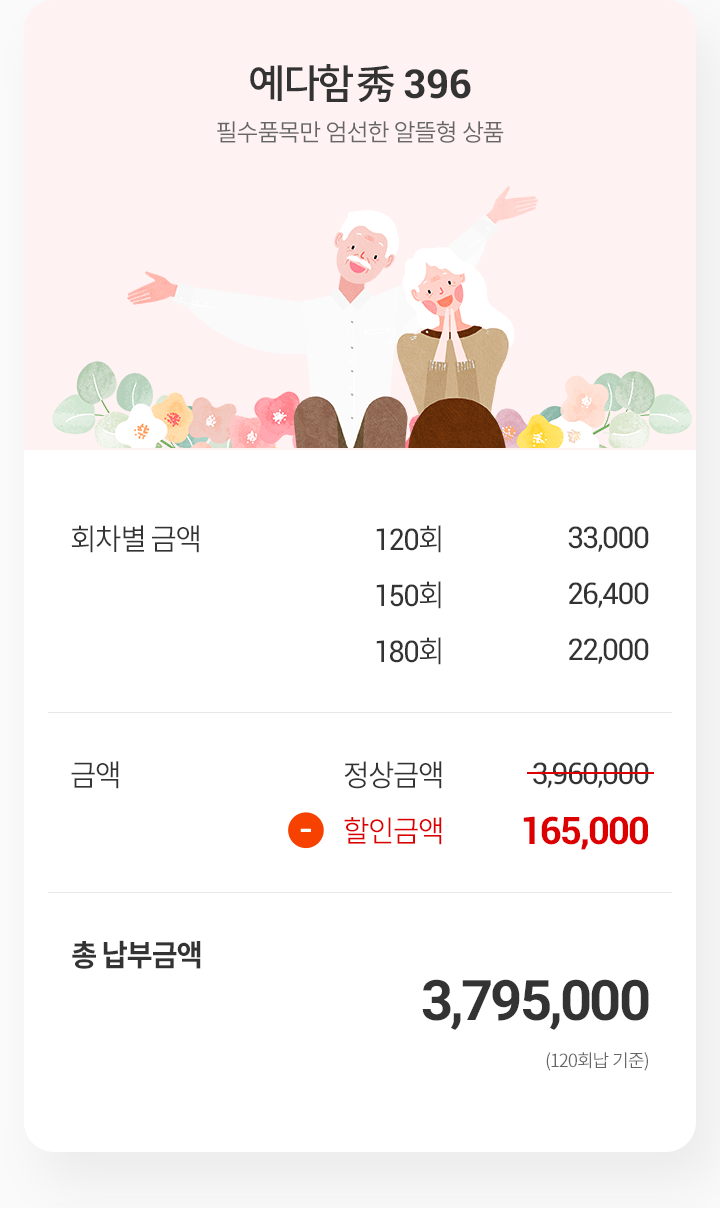 예다함 秀 396
필수품목만 엄선한 알뜰형 상품
회차별 금액 120회 33,000
150회 26,400
180회 22,000
금액 정상금액 3,960,000
- 할인금액 165,000
총 납부금액
3,795,000
(120회납 기준)